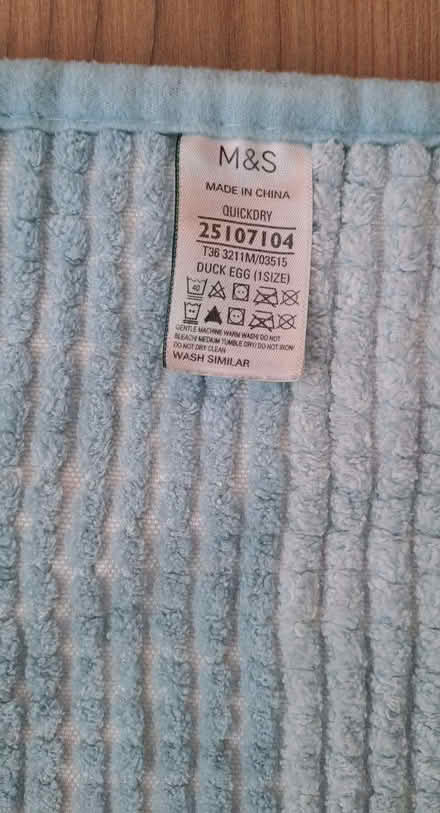 M&S
MADE IN CHINA
QUICKDRY
25107104
T36 3211M/03515
DUCK EGG (1SIZE)
40
GENTLE MACHINE WARM WASH/ DO NOT
BLEACH/ MEDIUM TUMBLE DRY/ DO NOT IRON/
DO NOT DRY CLEAN
WASH SIMILAR